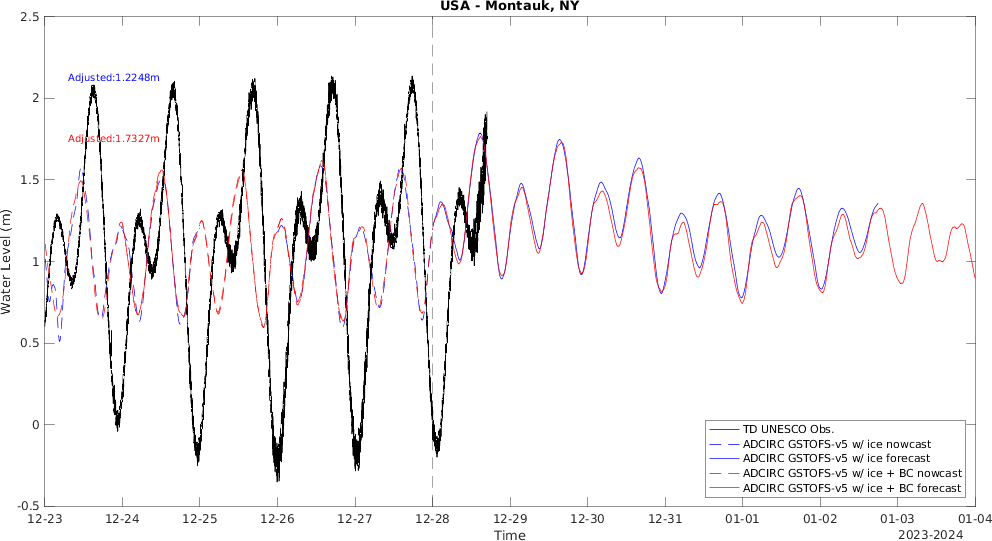 USA - Montauk, NY
2.5
2
1.5
1
0.5
0
-0.5
Water Level (m)
Adjusted:1.2248m
Adjusted:1.7327m
TD UNESCO Obs.
ADCIRC GSTOFS-v5 w/ ice nowcast
ADCIRC GSTOFS-v5 w/ ice forecast
ADCIRC GSTOFS-v5 w/ ice + BC nowcast
ADCIRC GSTOFS-v5 w/ ice + BC forecast
12-23 12-24 12-25 12-26 12-27 12-28 12-29 12-30 12-31 01-01 01-02 01-03 01-04
Time
2023-2024